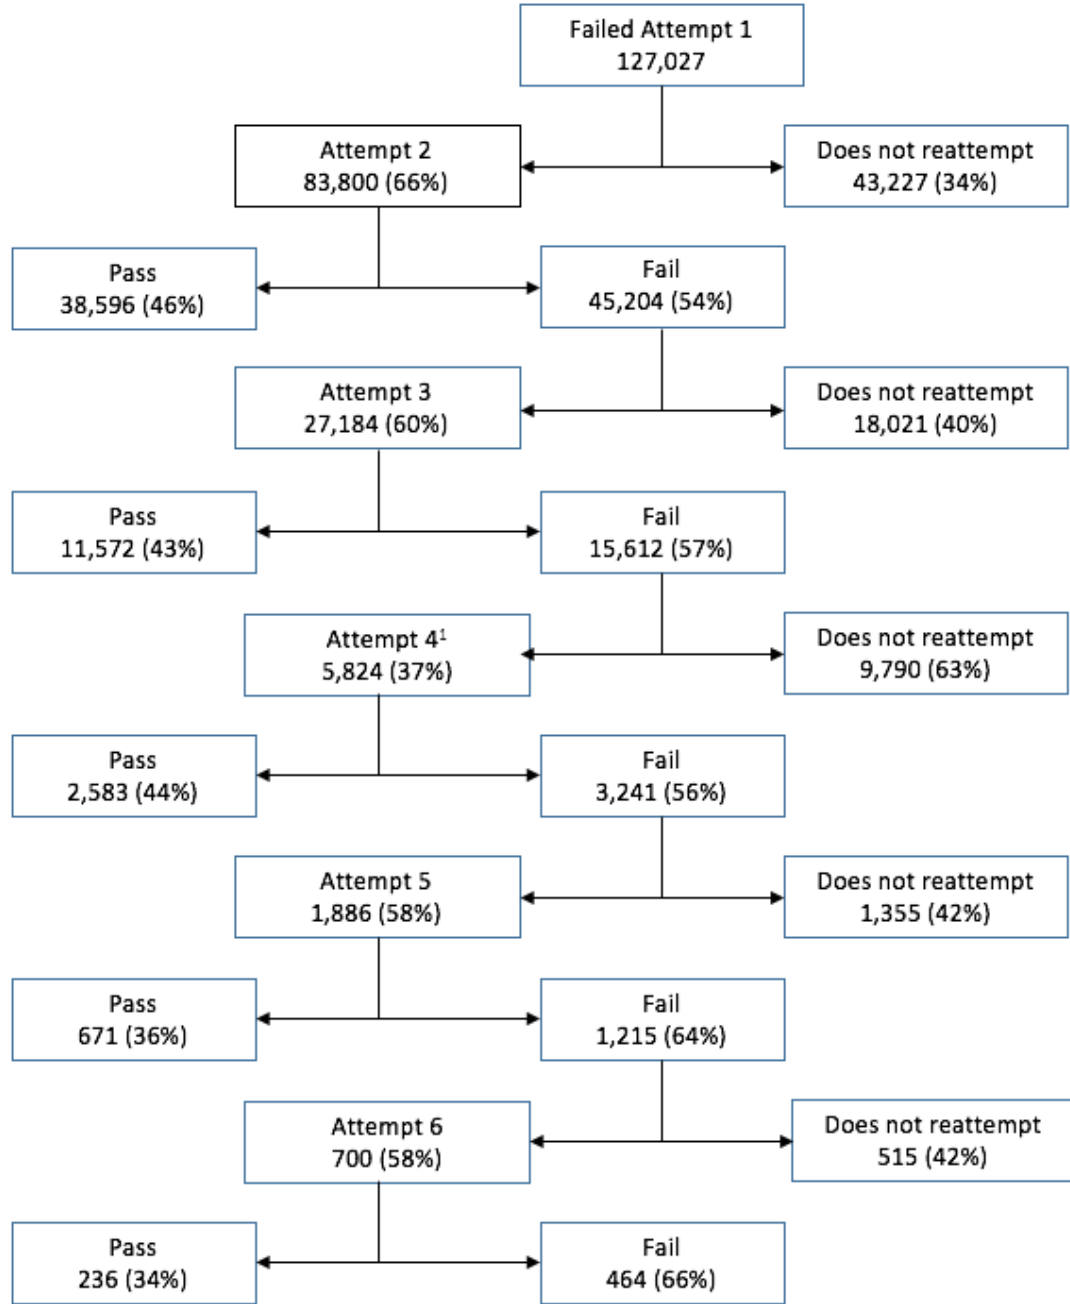 Failed Attempt 1
127,027
Attempt 2
83,800 (66%)
Does not reattempt
43,227 (34%)
Pass
38,596 (46%)
Fail
45,204 (54%)
Attempt 3
27,184 (60%)
Does not reattempt
18,021 (40%)
Pass
11,572 (43%)
Fail
15,612 (57%)
Attempt 4¹
5,824 (37%)
Does not reattempt
9,790 (63%)
Pass
2,583 (44%)
Fail
3,241 (56%)
Attempt 5
1,886 (58%)
Does not reattempt
1,355 (42%)
Pass
671 (36%)
Fail
1,215 (64%)
Attempt 6
700 (58%)
Does not reattempt
515 (42%)
Pass
236 (34%)
Fail
464 (66%)